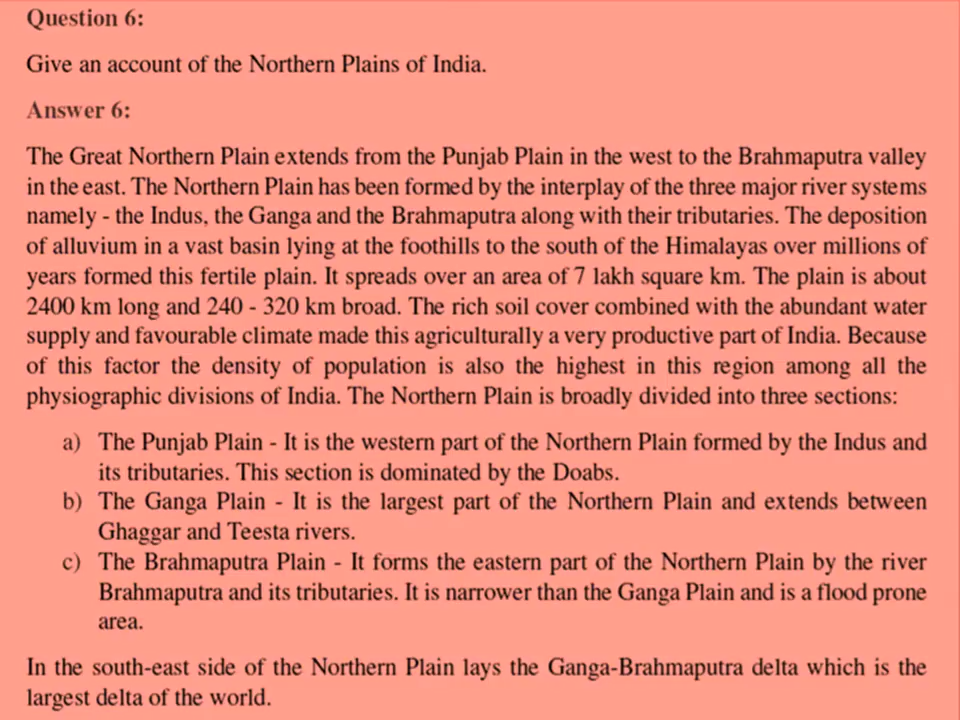 Question 6:
Give an account of the Northern Plains of India.
Answer 6:
The Great Northern Plain extends from the Punjab Plain in the west to the Brahmaputra valley
in the east. The Northern Plain has been formed by the interplay of the three major river systems
namely - the Indus, the Ganga and the Brahmaputra along with their tributaries. The deposition
of alluvium in a vast basin lying at the foothills to the south of the Himalayas over millions of
years formed this fertile plain. It spreads over an area of 7 lakh square km. The plain is about
2400 km long and 240 - 320 km broad. The rich soil cover combined with the abundant water
supply and favourable climate made this agriculturally a very productive part of India. Because
of this factor the density of population is also the highest in this region among all the
physiographic divisions of India. The Northern Plain is broadly divided into three sections:
a) The Punjab Plain - It is the western part of the Northern Plain formed by the Indus and
its tributaries. This section is dominated by the Doabs.
b) The Ganga Plain - It is the largest part of the Northern Plain and extends between
Ghaggar and Teesta rivers.
c) The Brahmaputra Plain - It forms the eastern part of the Northern Plain by the river
Brahmaputra and its tributaries. It is narrower than the Ganga Plain and is a flood prone
area.
In the south-east side of the Northern Plain lays the Ganga-Brahmaputra delta which is the
largest delta of the world.